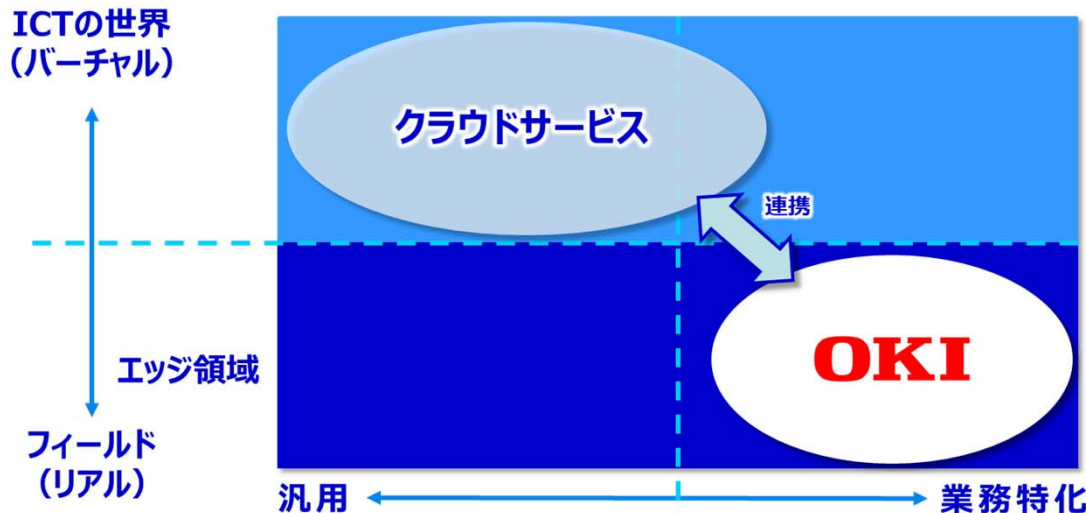 ICTの世界
(バーチャル)
クラウドサービス
連携
エッジ領域
OKI
フィールド
(リアル)
汎用
業務特化